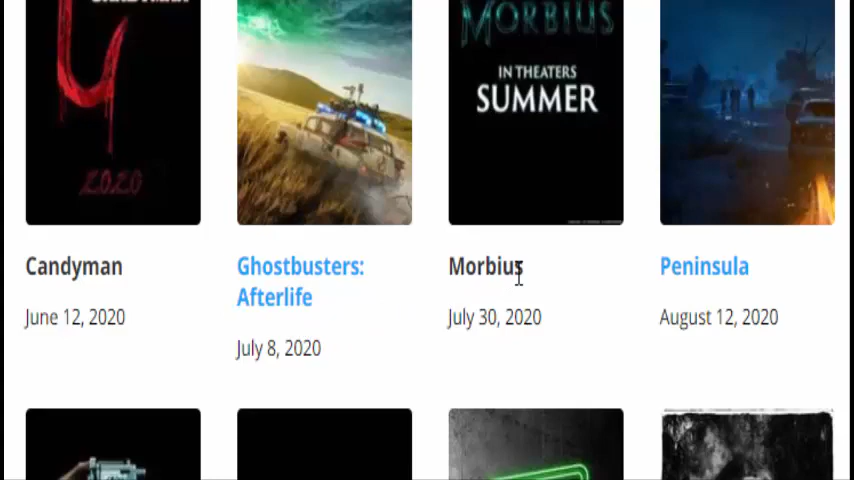 2020
MORBIUS
IN THEATERS
SUMMER
Candyman
Ghostbusters:
Afterlife
Morbius
Peninsula
June 12, 2020
July 8, 2020
July 30, 2020
August 12, 2020